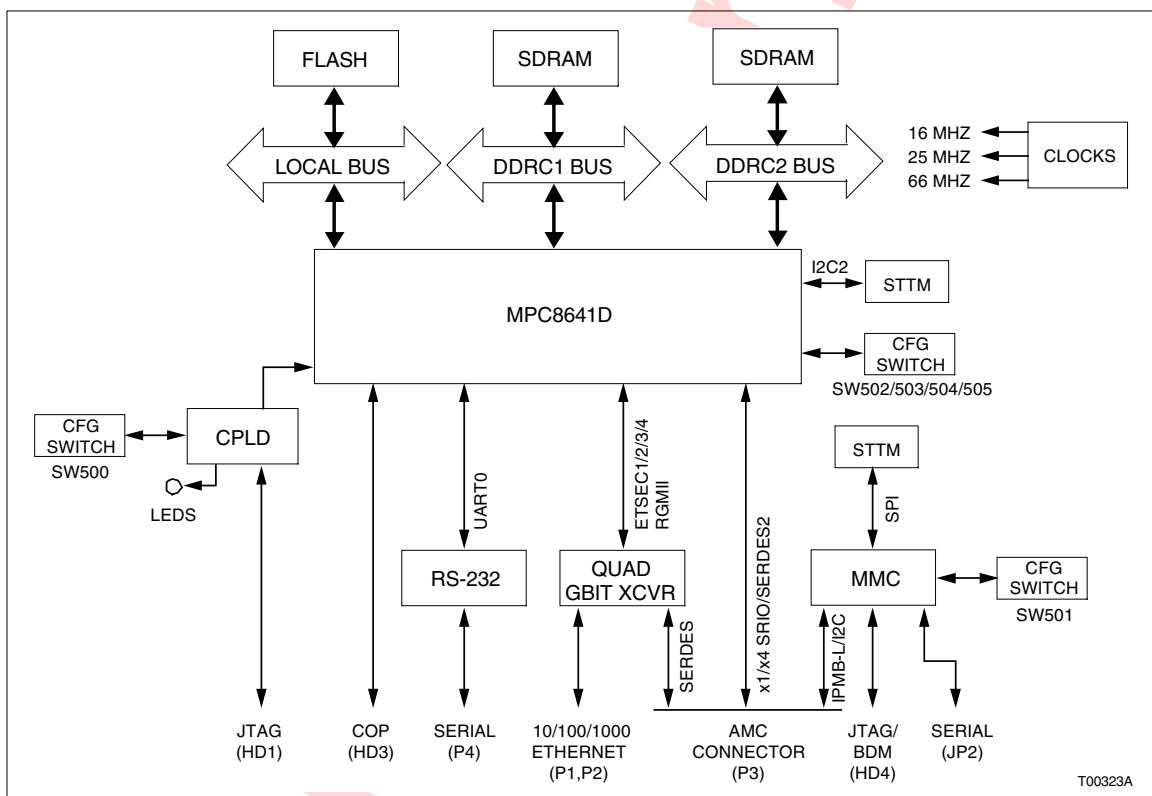 FLASH
SDRAM
SDRAM
LOCAL BUS
DDRC1 BUS
DDRC2 BUS
16 MHZ
25 MHZ
66 MHZ
CLOCKS
MPC8641D
I2C2
STTM
CFG
SWITCH
SW502/503/504/505
CFG
SWITCH
SW500
CPLD
LEDS
UART0
ETSEC1/2/3/4
RGMII
x1/x4 SRIO/SERDES2
STTM
SPI
RS-232
QUAD
GBIT XCVR
MMC
CFG
SWITCH
SW501
SERDES
IPMB-L/I2C
JTAG
(HD1)
COP
(HD3)
SERIAL
(P4)
10/100/1000
ETHERNET
(P1,P2)
AMC
CONNECTOR
(P3)
JTAG/
BDM
(HD4)
SERIAL
(JP2)
T00323A